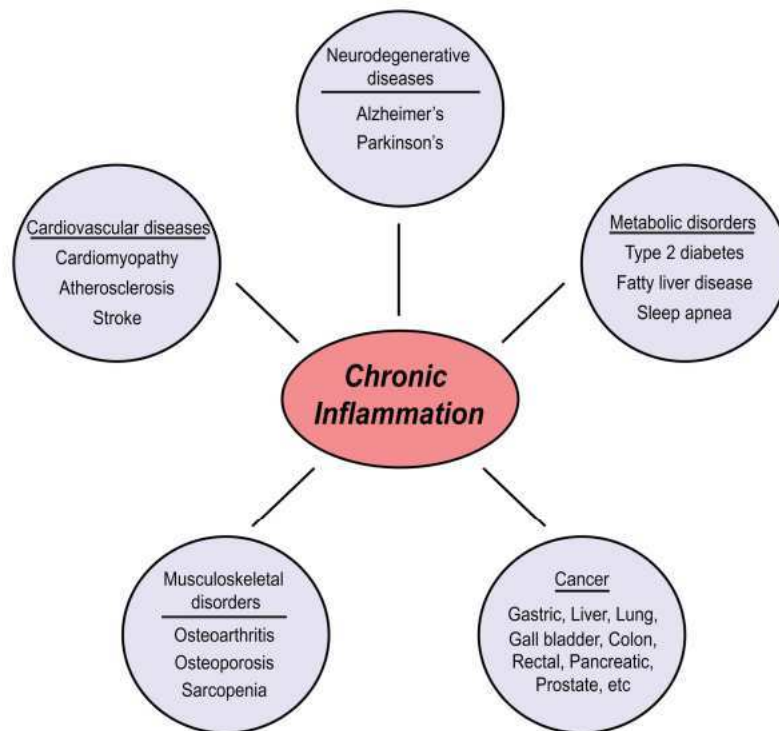 Neurodegenerative
diseases
Alzheimer’s
Parkinson’s
Cardiovascular diseases
Cardiomyopathy
Atherosclerosis
Stroke
Metabolic disorders
Type 2 diabetes
Fatty liver disease
Sleep apnea
Chronic
Inflammation
Musculoskeletal
disorders
Osteoarthritis
Osteoporosis
Sarcopenia
Cancer
Gastric, Liver, Lung,
Gall bladder, Colon,
Rectal, Pancreatic,
Prostate, etc